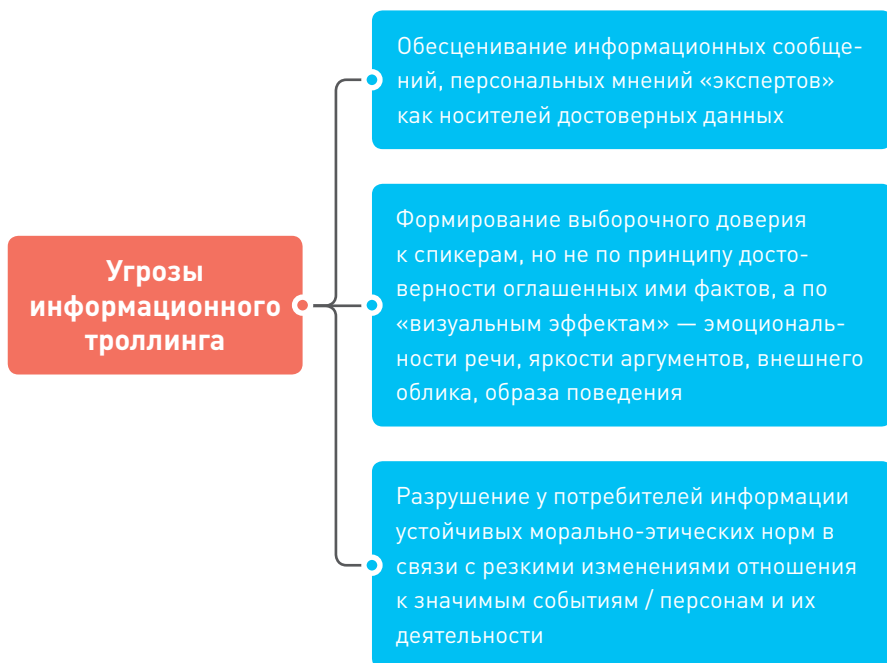 Обесценивание информационных сообще-
ний, персональных мнений «экспертов»
как носителей достоверных данных
Угрозы
информационного
троллинга
Формирование выборочного доверия
к спикерам, но не по принципу досто-
верности оглашенных ими фактов, а по
«визуальным эффектам» — эмоциональ-
ности речи, яркости аргументов, внешнего
облика, образа поведения
Разрушение у потребителей информации
устойчивых морально-этических норм в
связи с резкими изменениями отношения
к значимым событиям / персонам и их
деятельности